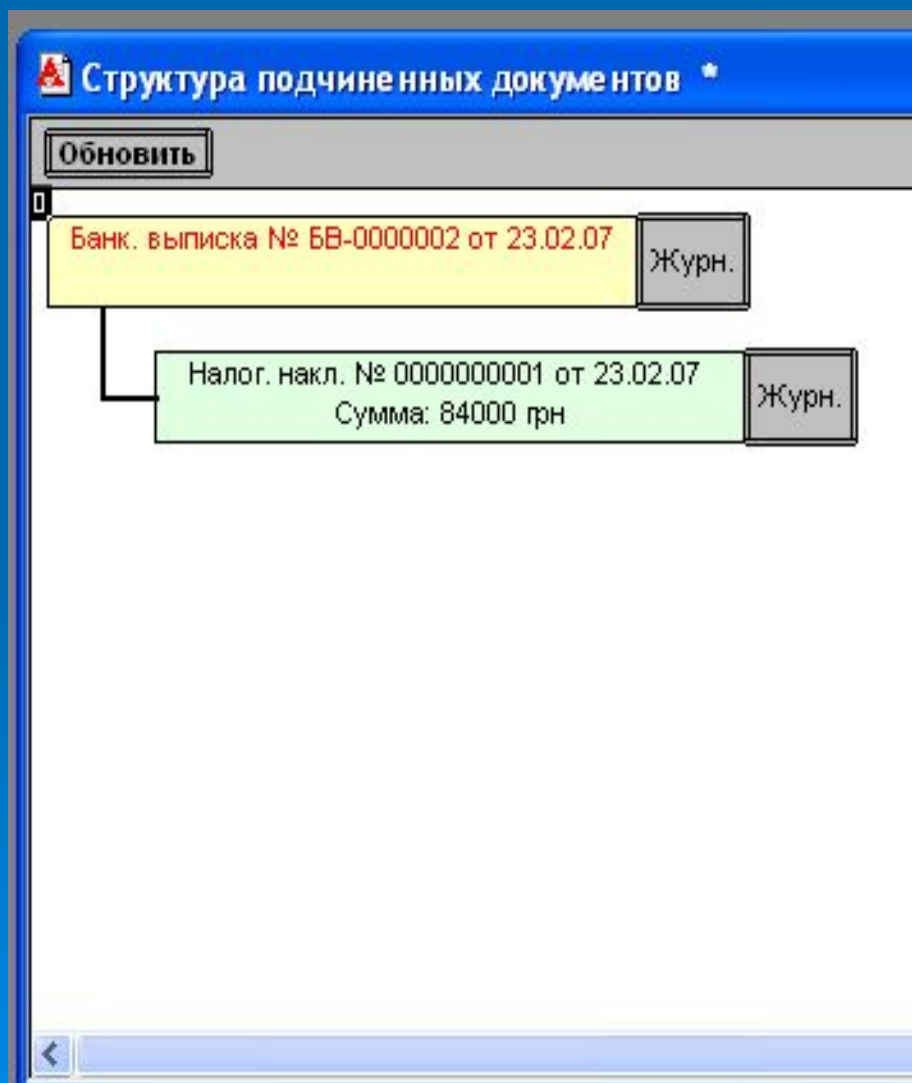 Структура подчиненных документов *
Обновить
Банк. выписка № БВ-0000002 от 23.02.07
Журн.
Налог. накл. № 0000000001 от 23.02.07
Сумма: 84000 грн
Журн.